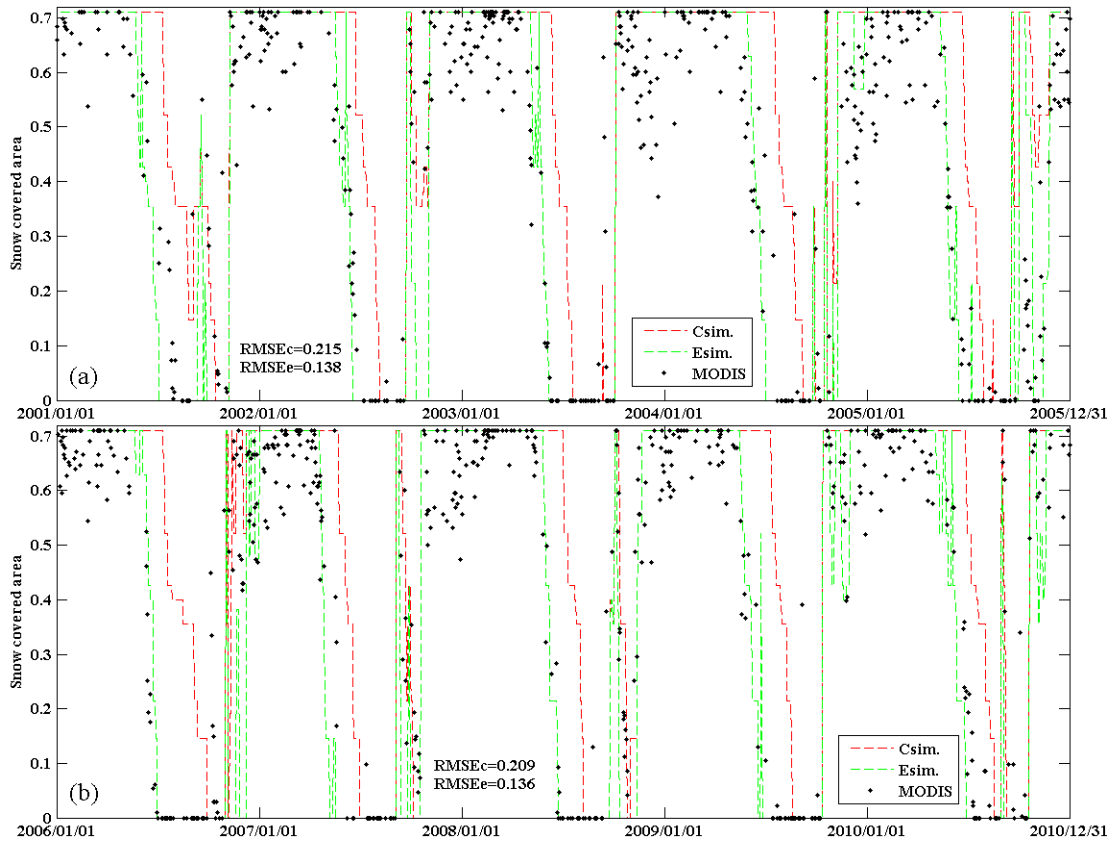 0.7
0.6
0.5
0.4
0.3
0.2
0.1
0
Snow covered area
RMSEc=0.215
RMSEe=0.138
(a)
Csim.
Esim.
MODIS
2001/01/01 2002/01/01 2003/01/01 2004/01/01 2005/01/01 2005/12/31
0.7
0.6
0.5
0.4
0.3
0.2
0.1
0
Snow covered area
RMSEc=0.209
RMSEe=0.136
(b)
Csim.
Esim.
MODIS
2006/01/01 2007/01/01 2008/01/01 2009/01/01 2010/01/01 2010/12/31